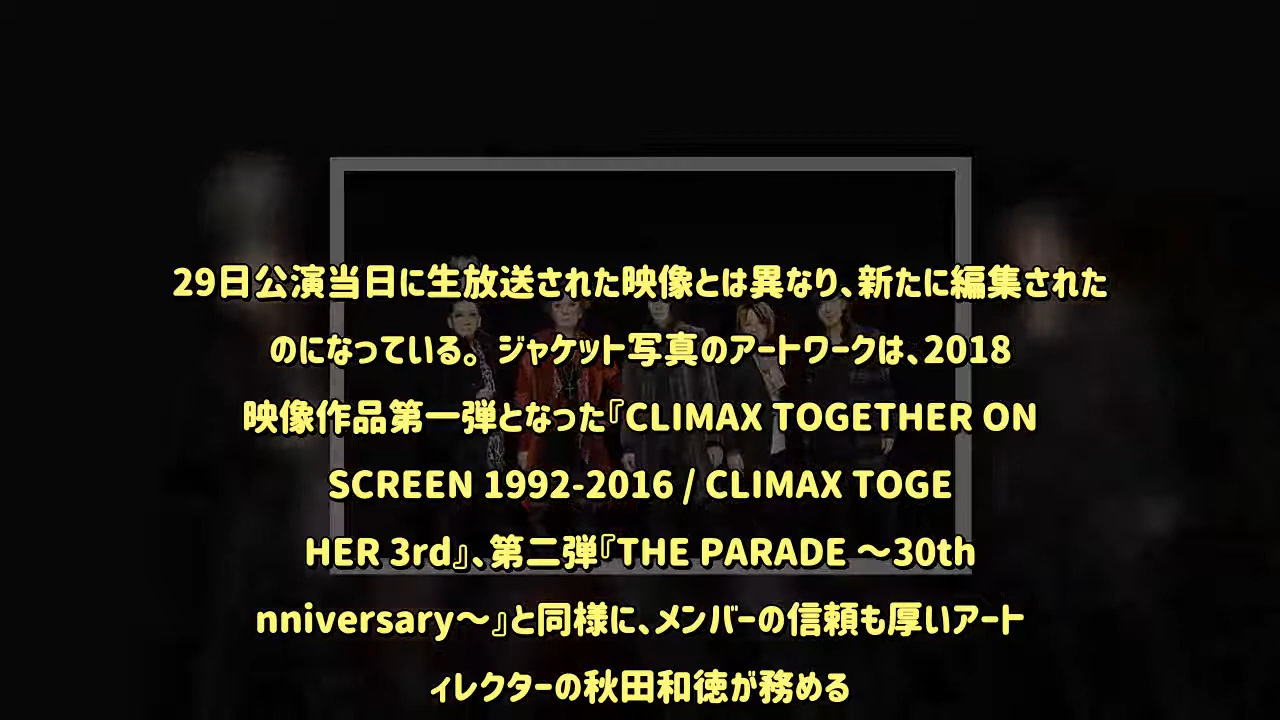 29日公演当日に生放送された映像とは異なり、新たに編集された
のになっている。ジャケット写真のアートワークは、2018
映像作品第一弾となった『CLIMAX TOGETHER ON
SCREEN 1992-2016 / CLIMAX TOGE
HER 3rd』、第二弾『THE PARADE 〜30th
nniversary〜』と同様に、メンバーの信頼も厚いアート
ィレクターの秋田和徳が務める